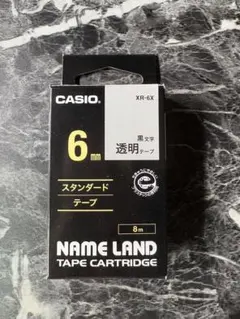 XR-6X
CASIO
6mm
黒文字
透明テープ
スタンダード
テープ
8m
NAME LAND
TAPE CARTRIDGE